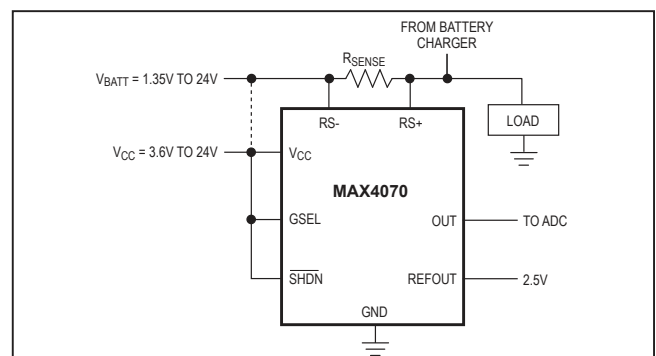 FROM BATTERY
CHARGER
RSENSE
VBATT = 1.35V TO 24V
RS-
RS+
LOAD
VCC = 3.6V TO 24V
VCC
MAX4070
GSEL
OUT
TO ADC
SHDN
REFOUT
2.5V
GND